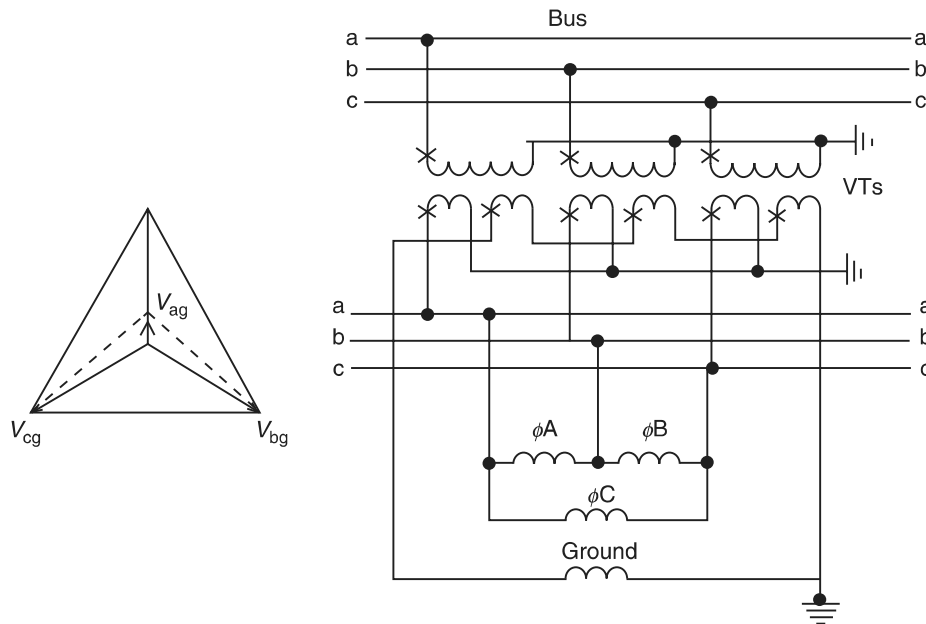 Bus
a a
b b
c c
VTs
V_ag
V_cg V_bg
a a
b b
c c
ϕA ϕB
ϕC
Ground